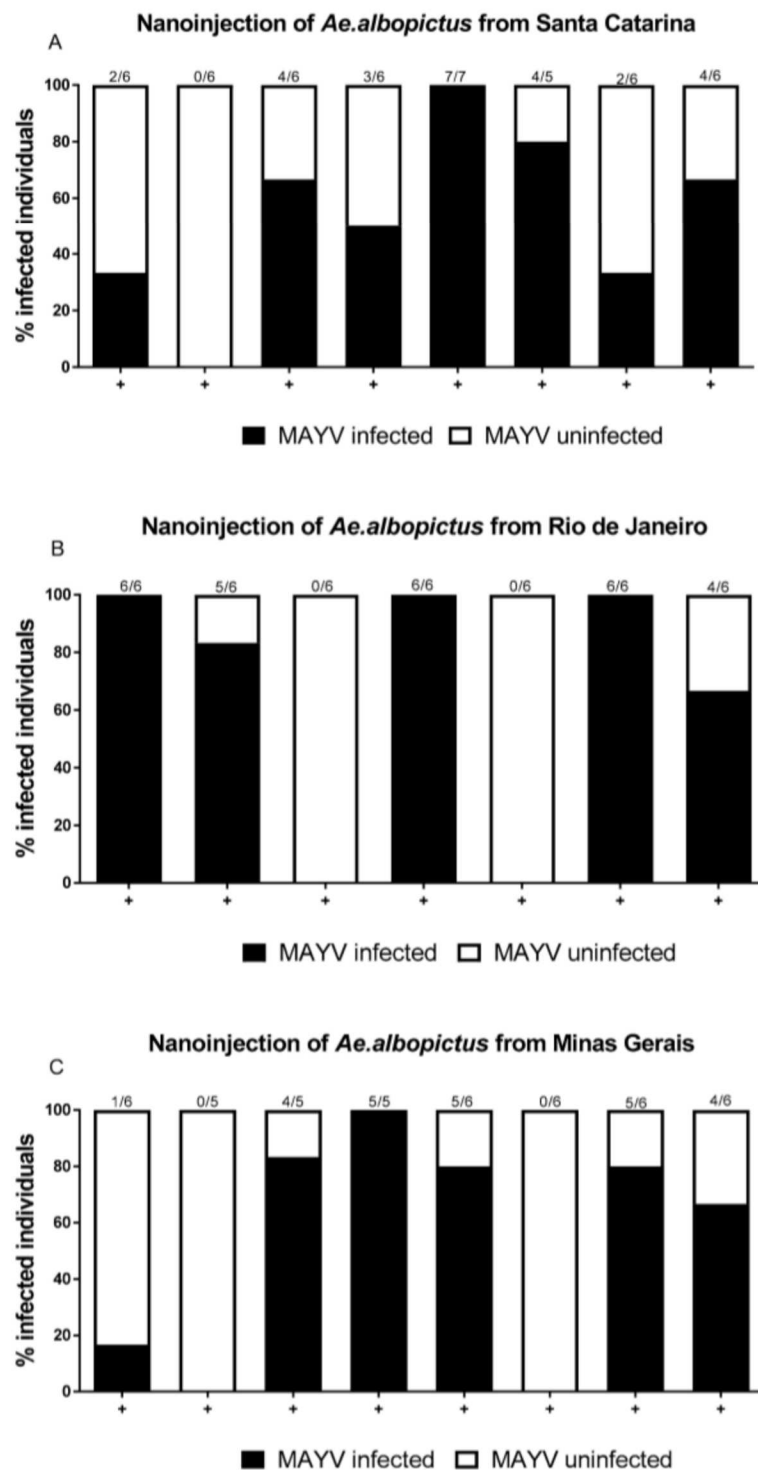 A
Nanoinjection of Ae.albopictus from Santa Catarina
2/6 0/6 4/6 3/6 7/7 4/5 2/6 4/6
% infected individuals
100
80
60
40
20
0
+ + + + + + + +
MAYV infected MAYV uninfected
B
Nanoinjection of Ae.albopictus from Rio de Janeiro
6/6 5/6 0/6 6/6 0/6 6/6 4/6
% infected individuals
100
80
60
40
20
0
+ + + + + + +
MAYV infected MAYV uninfected
C
Nanoinjection of Ae.albopictus from Minas Gerais
1/6 0/5 4/5 5/5 5/6 0/6 5/6 4/6
% infected individuals
100
80
60
40
20
0
+ + + + + + + +
MAYV infected MAYV uninfected